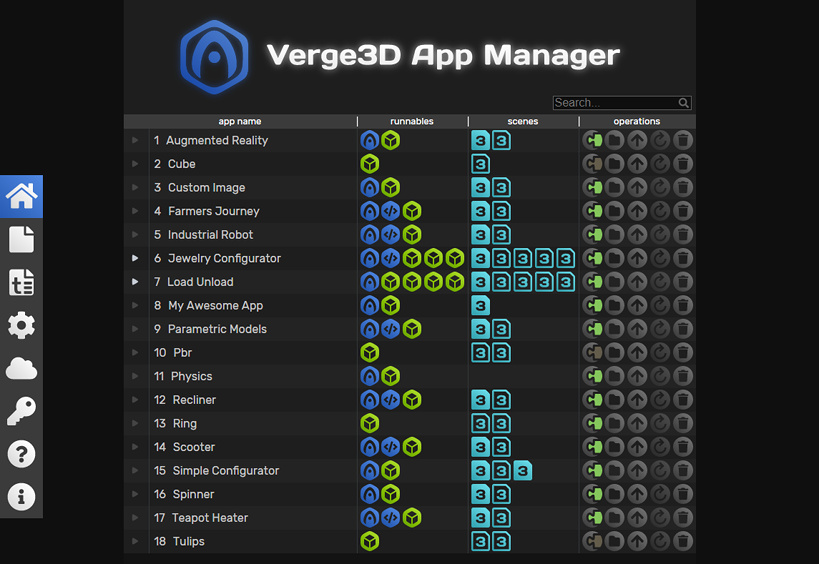 Verge3D App Manager
Search...
app name runnables scenes operations
1 Augmented Reality 3 3
2 Cube 3
3 Custom Image 3 3
4 Farmers Journey 3 3
5 Industrial Robot 3 3
6 Jewelry Configurator 3 3 3 3 3
7 Load Unload 3 3 3 3 3
8 My Awesome App 3
9 Parametric Models 3 3
10 Pbr 3 3
11 Physics
12 Recliner 3 3
13 Ring 3 3
14 Scooter 3 3
15 Simple Configurator 3 3 3
16 Spinner 3 3
17 Teapot Heater 3 3
18 Tulips 3 3